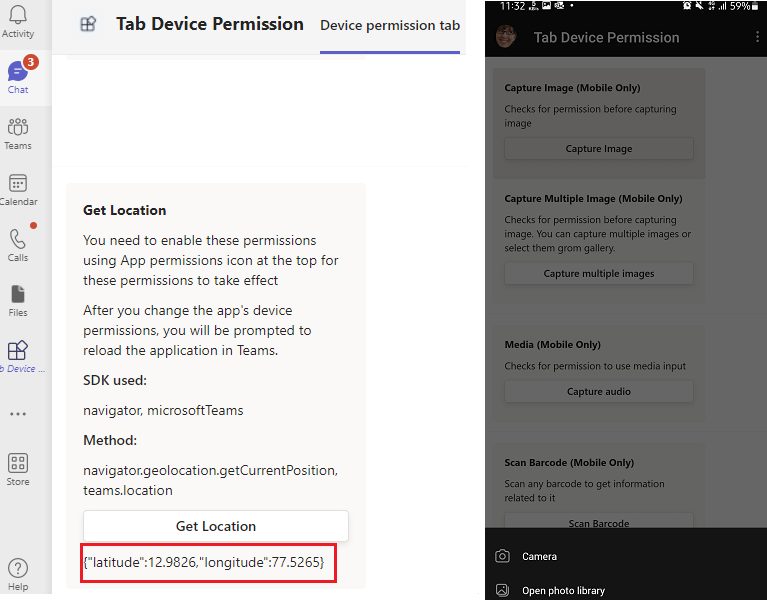 Activity
3
Chat
Teams
Calendar
Calls
Files
b Device ...
Store
Help
Tab Device Permission
Device permission tab
Get Location
You need to enable these permissions
using App permissions icon at the top for
these permissions to take effect
After you change the app's device
permissions, you will be prompted to
reload the application in Teams.
SDK used:
navigator, microsoftTeams
Method:
navigator.geolocation.getCurrentPosition,
teams.location
Get Location
{"latitude":12.9826,"longitude":77.5265}
11:32
59%
Tab Device Permission
Capture Image (Mobile Only)
Checks for permission before capturing
image
Capture Image
Capture Multiple Image (Mobile Only)
Checks for permission before capturing
image. You can capture multiple images or
select them grom gallery.
Capture multiple images
Media (Mobile Only)
Checks for permission to use media input
Capture audio
Scan Barcode (Mobile Only)
Scan any barcode to get information
related to it
Scan Barcode
Camera
Open photo library